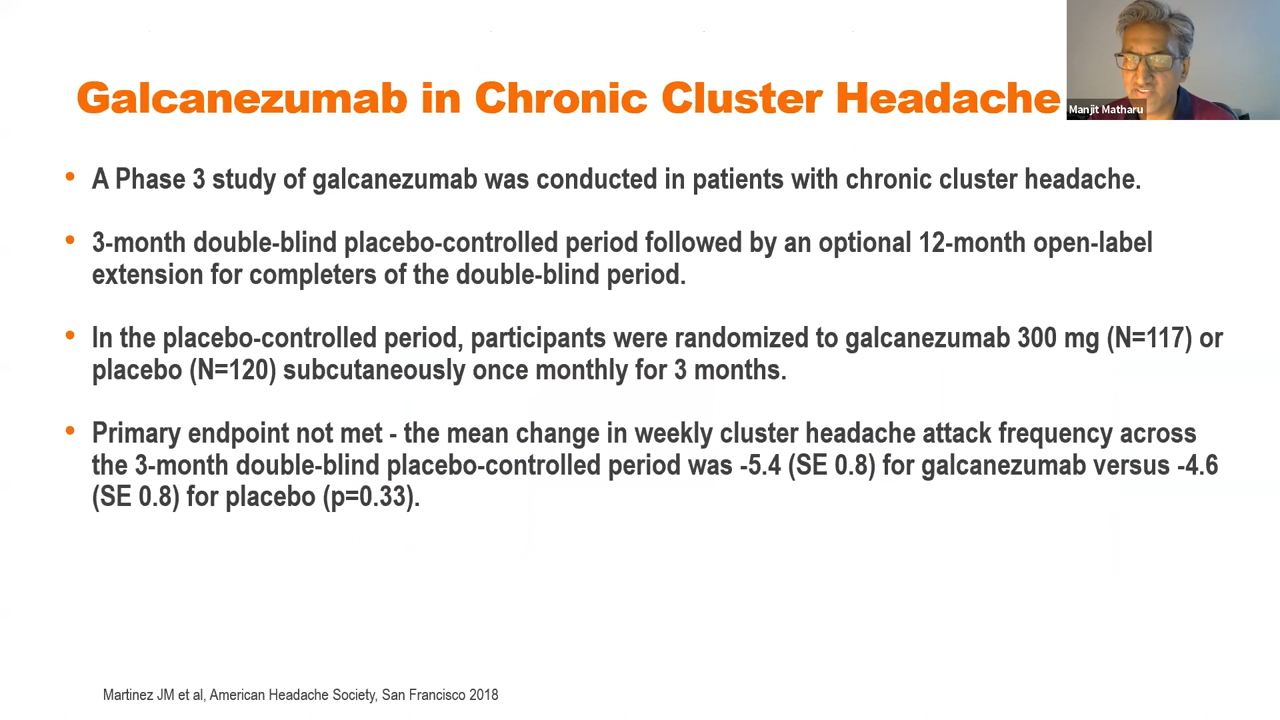 Galcanezumab in Chronic Cluster Headache
Manjit Matharu
• A Phase 3 study of galcanezumab was conducted in patients with chronic cluster headache.
• 3-month double-blind placebo-controlled period followed by an optional 12-month open-label
extension for completers of the double-blind period.
• In the placebo-controlled period, participants were randomized to galcanezumab 300 mg (N=117) or
placebo (N=120) subcutaneously once monthly for 3 months.
• Primary endpoint not met - the mean change in weekly cluster headache attack frequency across
the 3-month double-blind placebo-controlled period was -5.4 (SE 0.8) for galcanezumab versus -4.6
(SE 0.8) for placebo (p=0.33).
Martinez JM et al, American Headache Society, San Francisco 2018